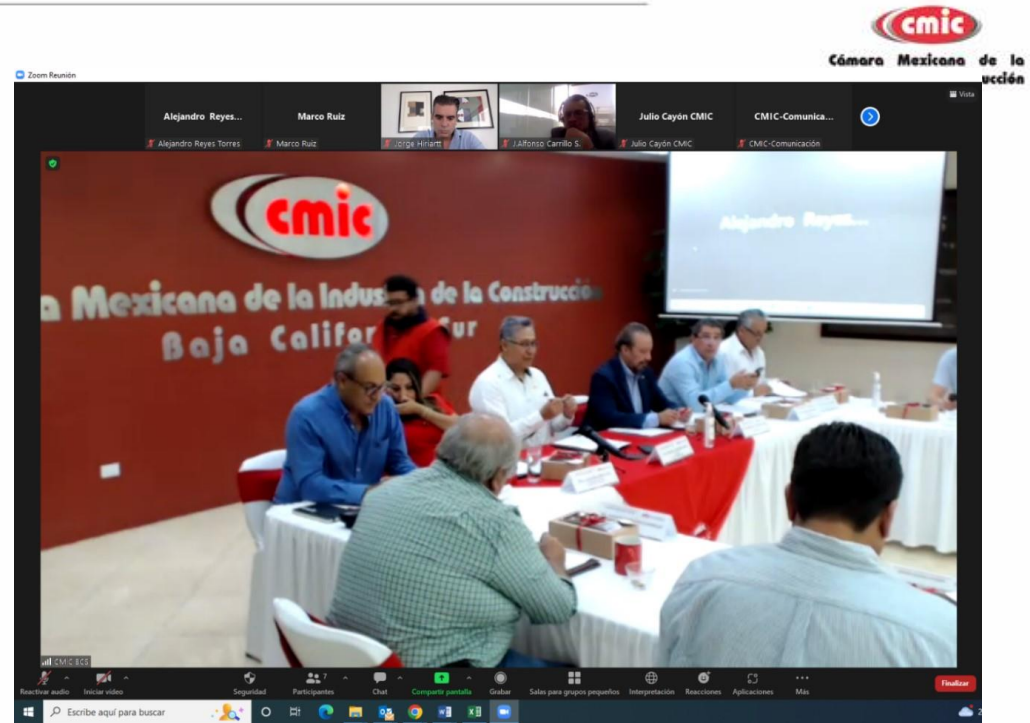 cmic
Cámara Mexicana de la
ucción
Zoom Reunión
Vista
Alejandro Reyes...
Marco Ruiz
Julio Cayón CMIC
CMIC-Comunica...
Alejandro Reyes Torres
Marco Ruiz
Jorge Hiriartt
J.Alfonso Carrillo S.
Julio Cayón CMIC
CMIC-Comunicación
cmic
Alejandro Reyes...
a Mexicana de la Indus a de la Construcción
Baja Califor Sur
CMIC BCS
Reactivar audio
Iniciar video
Seguridad
7
Participantes
Chat
Compartir pantalla
Grabar
Salas para grupos pequeños
Interpretación
Reacciones
Aplicaciones
Más
Finalizar
Escribe aquí para buscar
2